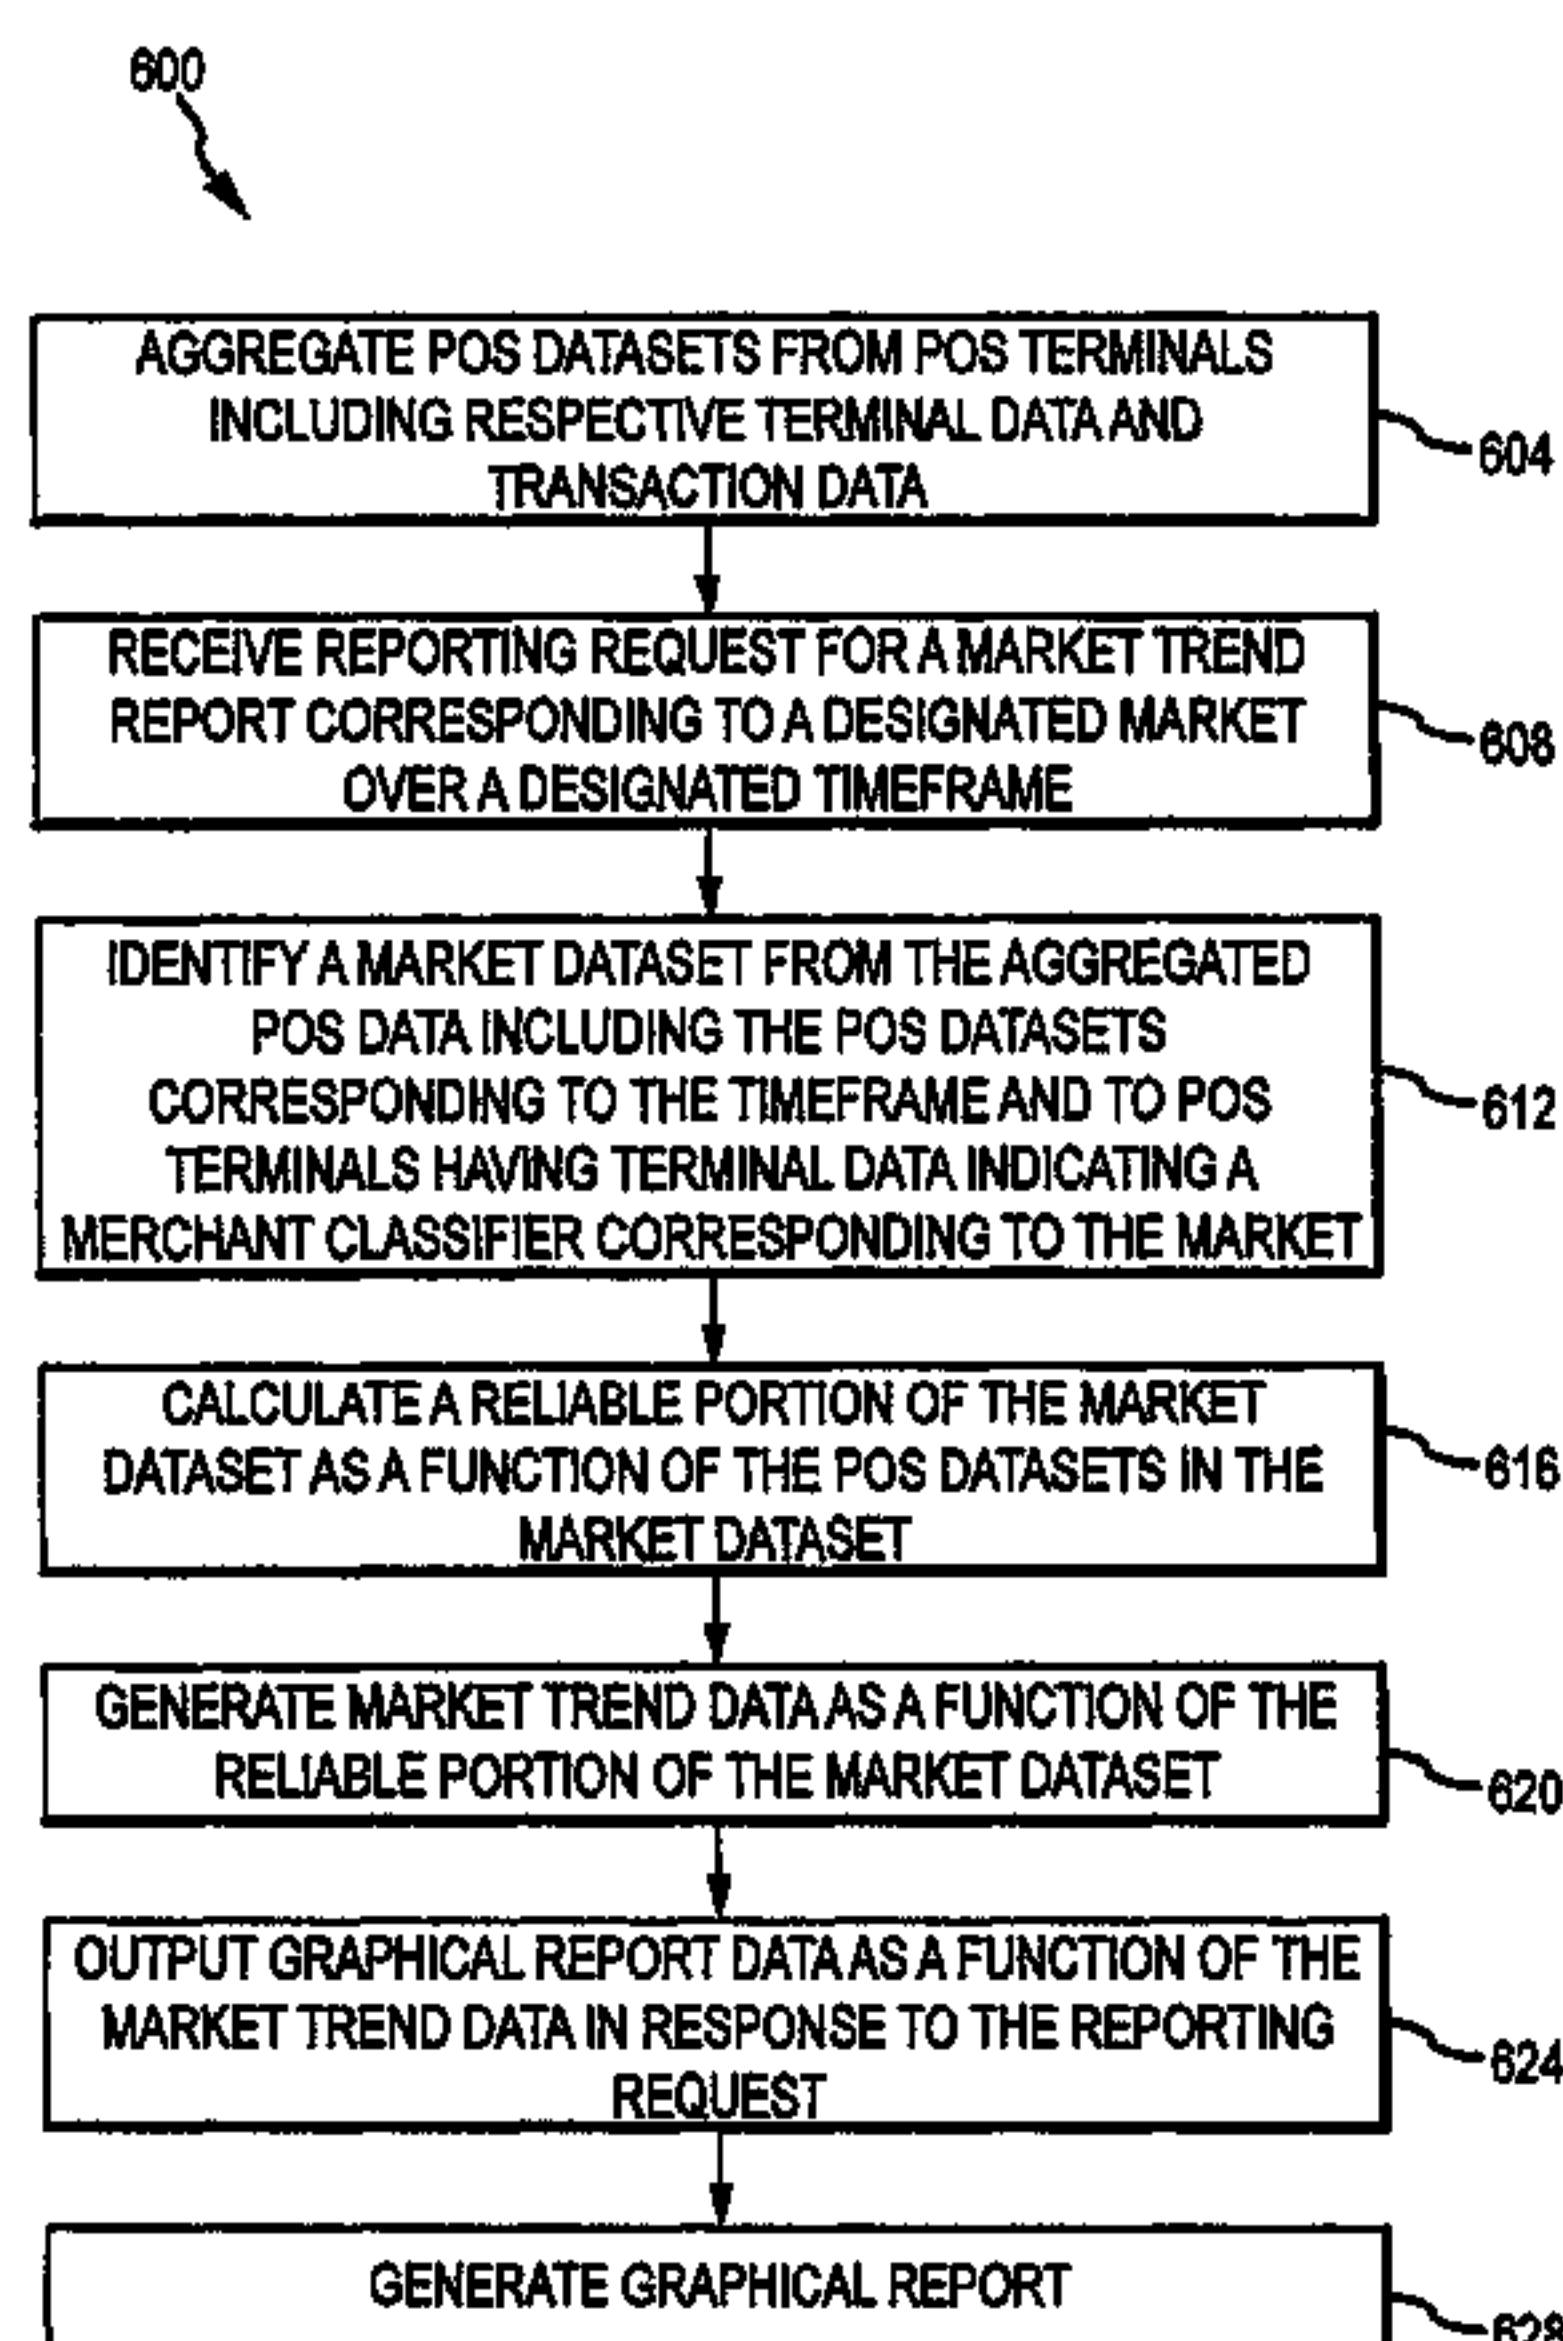 600
AGGREGATE POS DATASETS FROM POS TERMINALS
INCLUDING RESPECTIVE TERMINAL DATA AND
TRANSACTION DATA
604
RECEIVE REPORTING REQUEST FOR A MARKET TREND
REPORT CORRESPONDING TO A DESIGNATED MARKET
OVER A DESIGNATED TIMEFRAME
608
IDENTIFY A MARKET DATASET FROM THE AGGREGATED
POS DATA INCLUDING THE POS DATASETS
CORRESPONDING TO THE TIMEFRAME AND TO POS
TERMINALS HAVING TERMINAL DATA INDICATING A
MERCHANT CLASSIFIER CORRESPONDING TO THE MARKET
612
CALCULATE A RELIABLE PORTION OF THE MARKET
DATASET AS A FUNCTION OF THE POS DATASETS IN THE
MARKET DATASET
616
GENERATE MARKET TREND DATA AS A FUNCTION OF THE
RELIABLE PORTION OF THE MARKET DATASET
620
OUTPUT GRAPHICAL REPORT DATA AS A FUNCTION OF THE
MARKET TREND DATA IN RESPONSE TO THE REPORTING
REQUEST
624
GENERATE GRAPHICAL REPORT
628